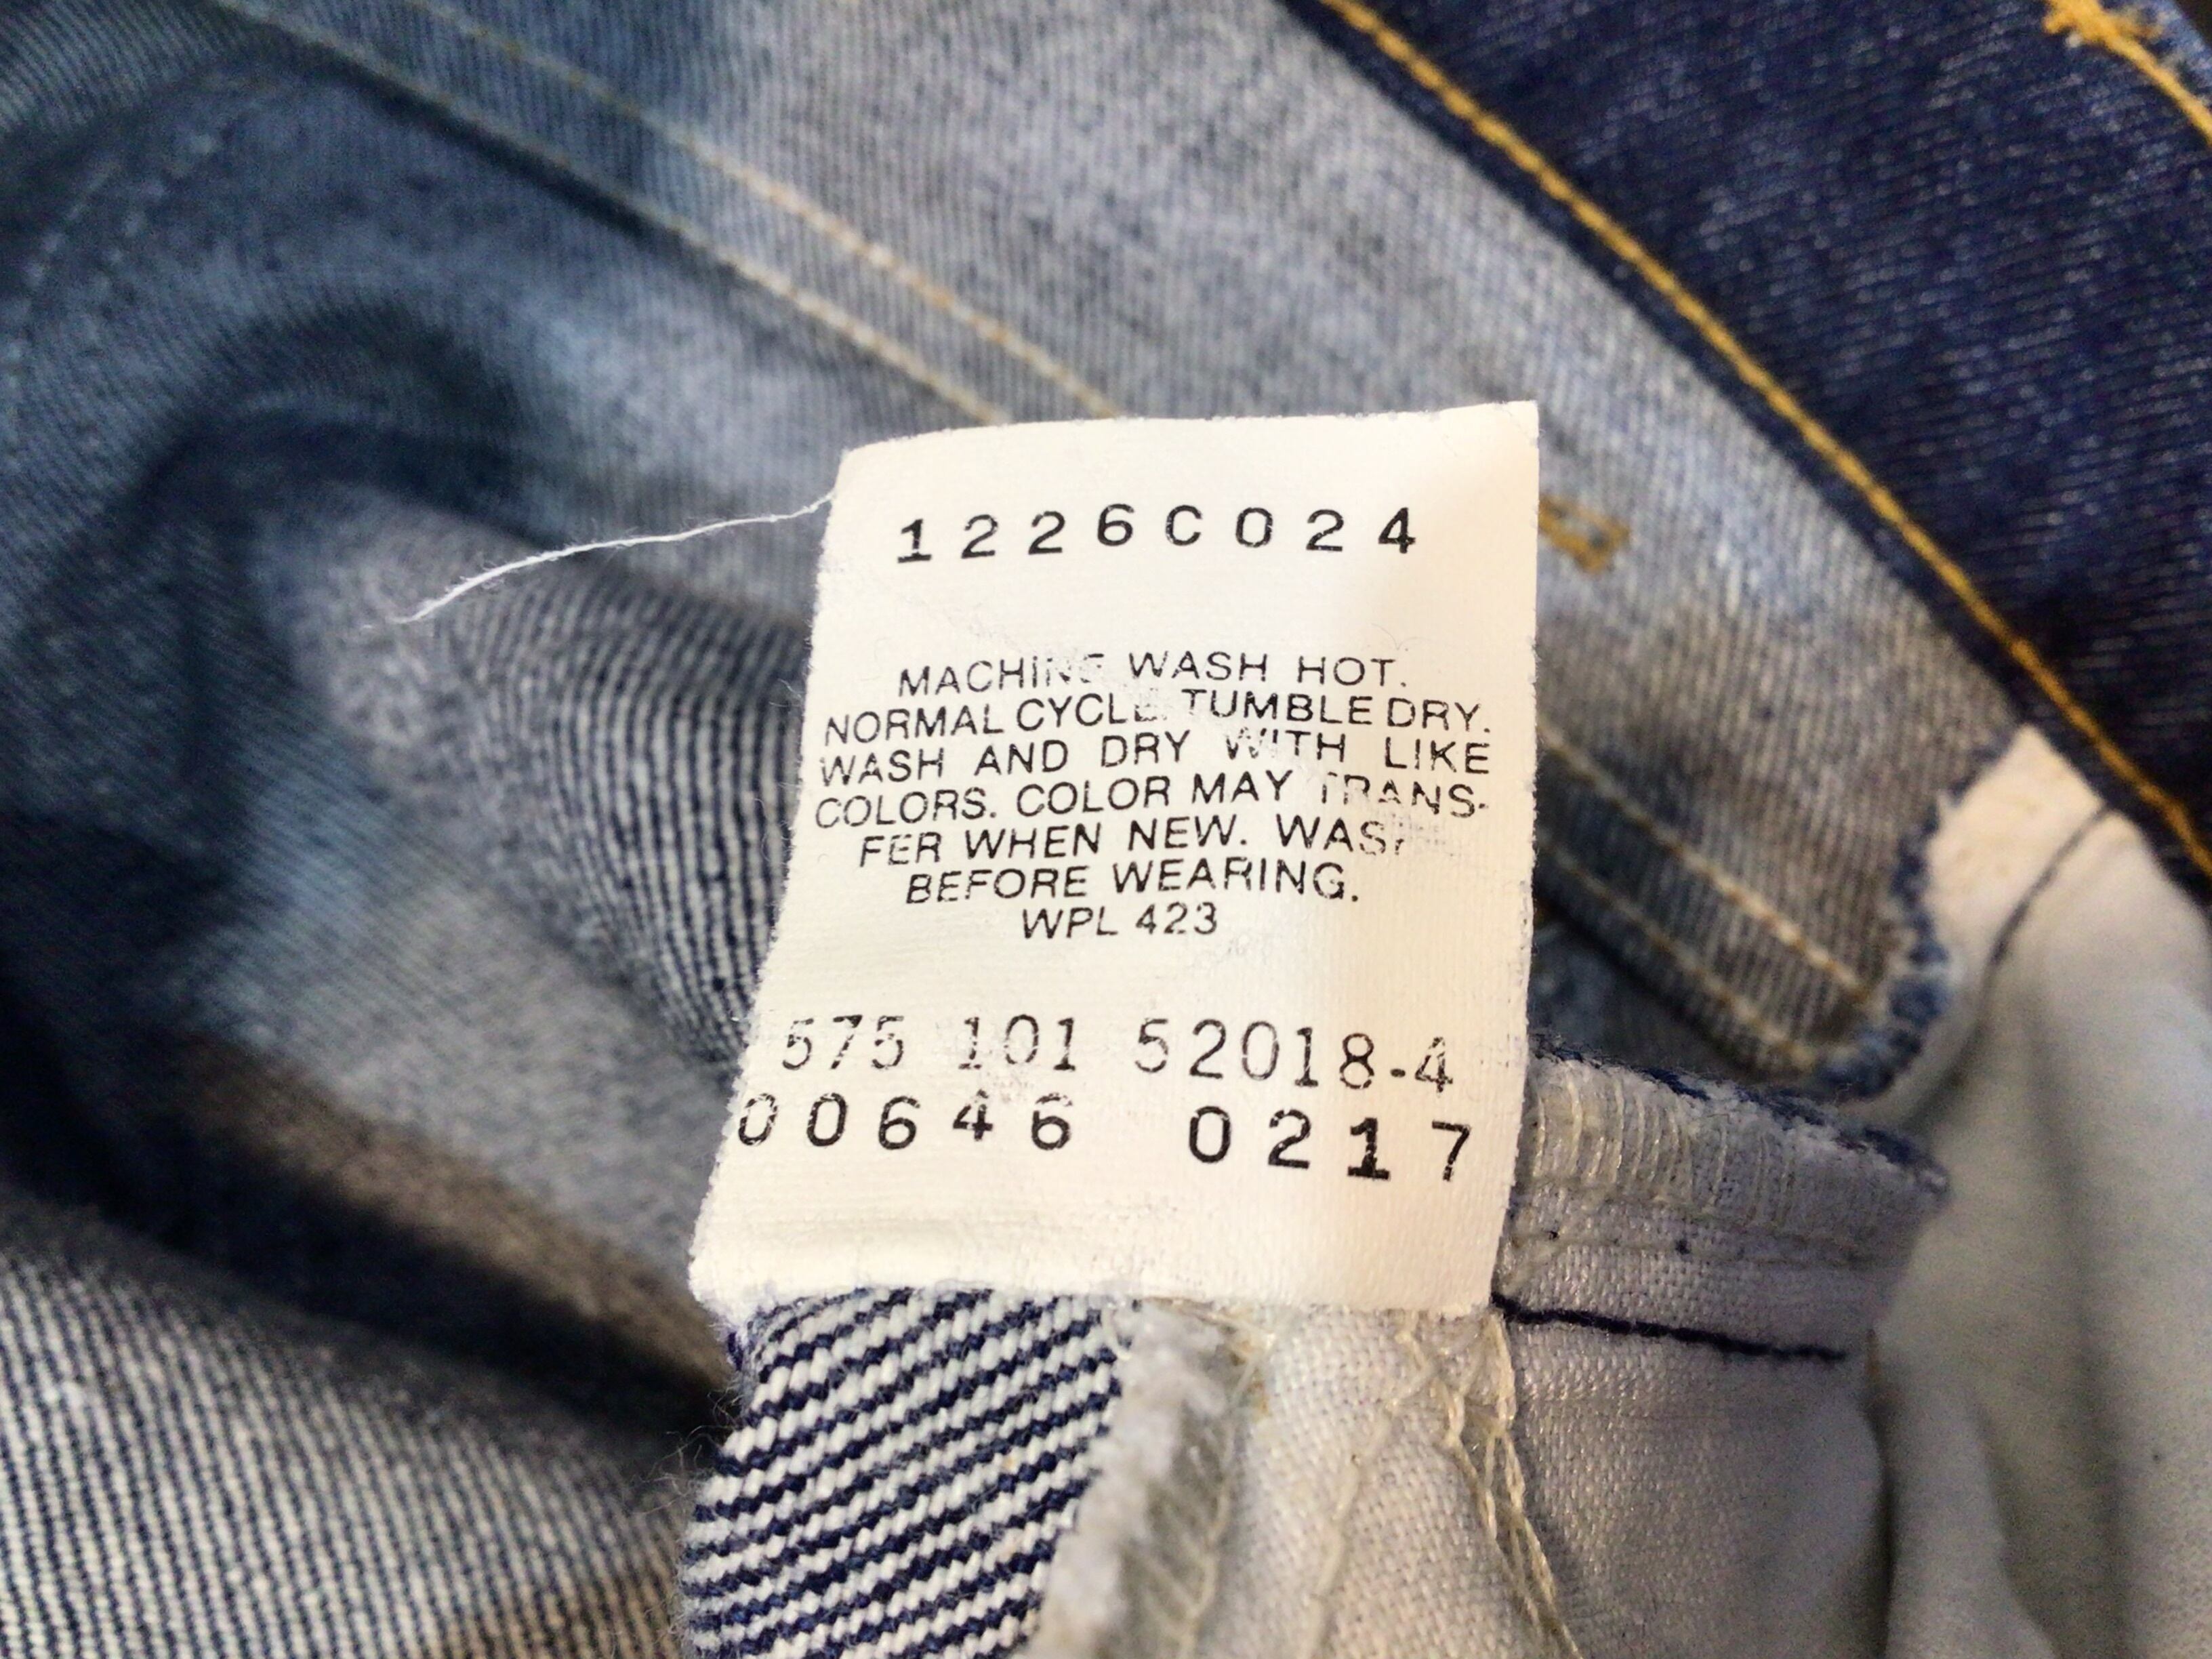 1226C024
MACHINE WASH HOT.
NORMAL CYCLE. TUMBLE DRY.
WASH AND DRY WITH LIKE
COLORS. COLOR MAY TRANS-
FER WHEN NEW. WASH
BEFORE WEARING.
WPL 423
575 101 52018-4
00646 0217